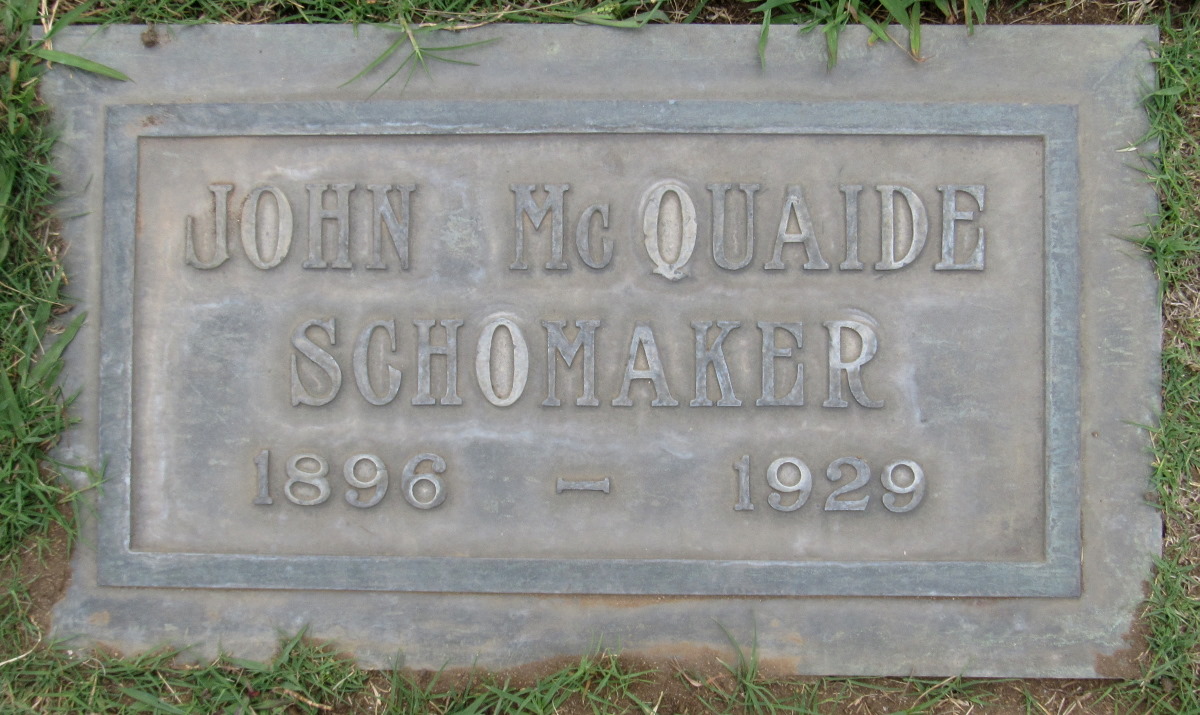 JOHN McQUAIDE
SCHOMAKER
1896 – 1929